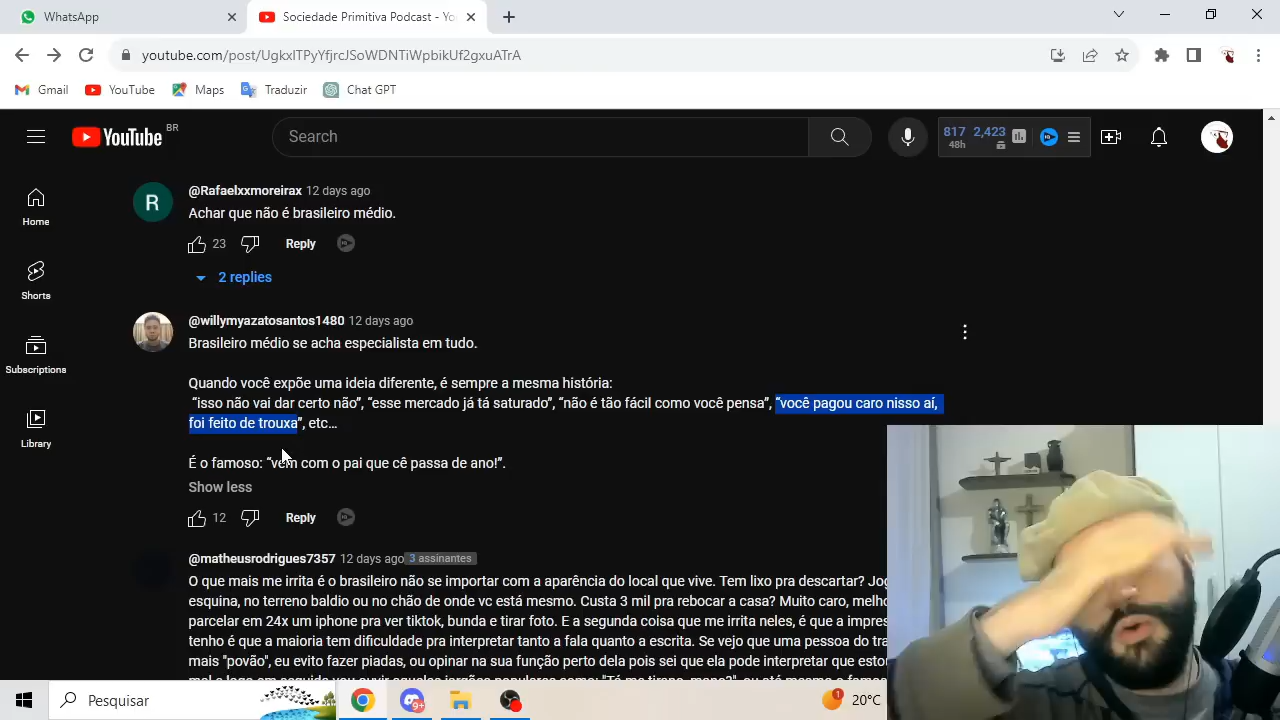 WhatsApp
Sociedade Primitiva Podcast - Yo
youtube.com/post/UgkxlTPyYfjrcJSoWDNTiWpbikUf2gxuATrA
Gmail
YouTube
Maps
Traduzir
Chat GPT
YouTube
BR
Search
817 2,423
48h
Home
Shorts
Subscriptions
Library
R
@Rafaelxxmoreirax 12 days ago
Achar que não é brasileiro médio.
23
Reply
2 replies
@willymyazatosantos1480 12 days ago
Brasileiro médio se acha especialista em tudo.
Quando você expõe uma ideia diferente, é sempre a mesma história:
“isso não vai dar certo não”, “esse mercado já tá saturado”, “não é tão fácil como você pensa”, “você pagou caro nisso aí,
foi feito de trouxa”, etc…
É o famoso: “vem com o pai que cê passa de ano!”.
Show less
12
Reply
@matheusrodrigues7357 12 days ago 3 assinantes
O que mais me irrita é o brasileiro não se importar com a aparência do local que vive. Tem lixo pra descartar?
esquina, no terreno baldio ou no chão de onde vc está mesmo. Custa 3 mil pra rebocar a casa? Muito caro,
parcelar em 24x um iphone pra ver tiktok, bunda e tirar foto. E a segunda coisa que me irrita neles, é que a
tenho é que a maioria tem dificuldade pra interpretar tanto a fala quanto a escrita. Se vejo que uma pessoa do
mais "povão", eu evito fazer piadas, ou opinar na sua função perto dela pois sei que ela pode interpretar que
Pesquisar
9+
1
20°C